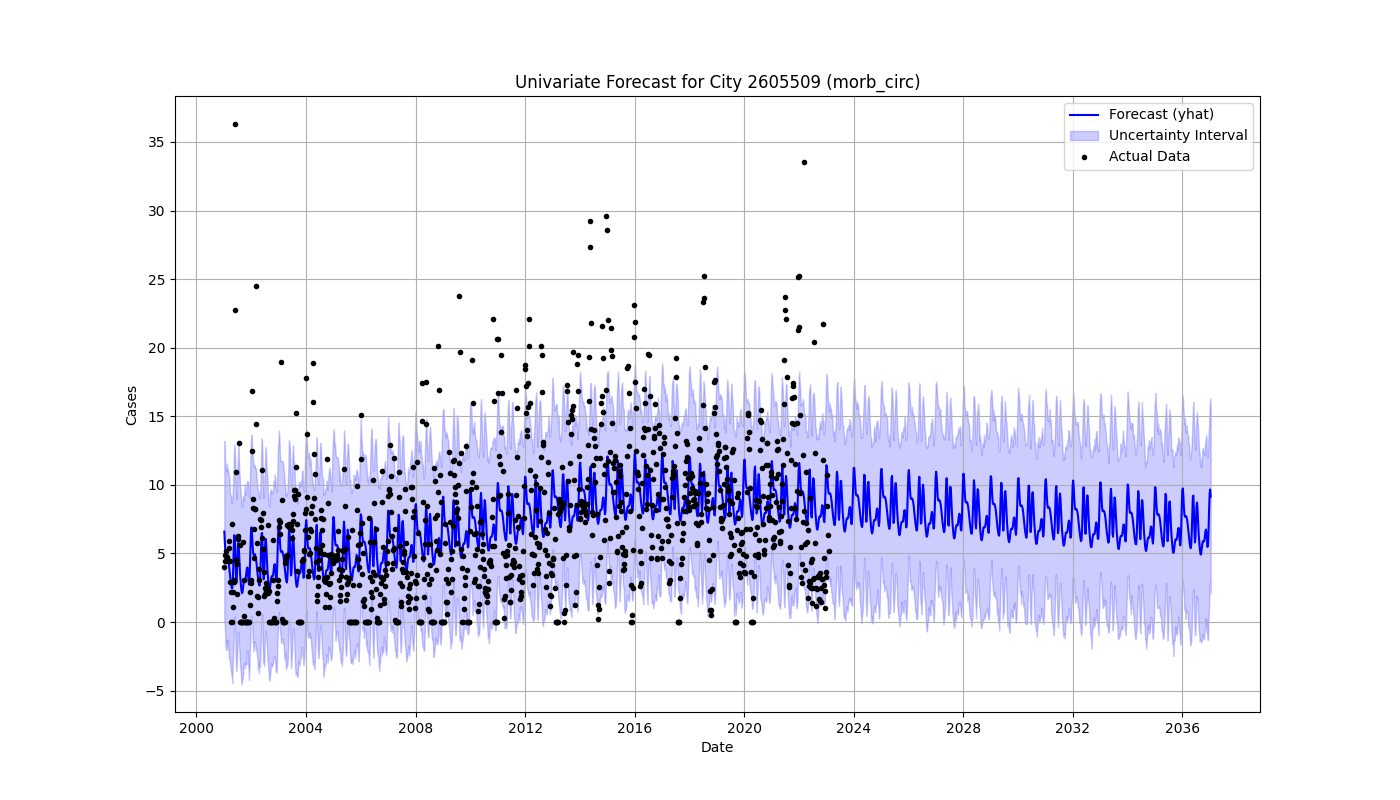 Univariate Forecast for City 2605509 (morb_circ)
Forecast (yhat)
Uncertainty Interval
Actual Data
Cases
35
30
25
20
15
10
5
0
−5
2000 2004 2008 2012 2016 2020 2024 2028 2032 2036
Date